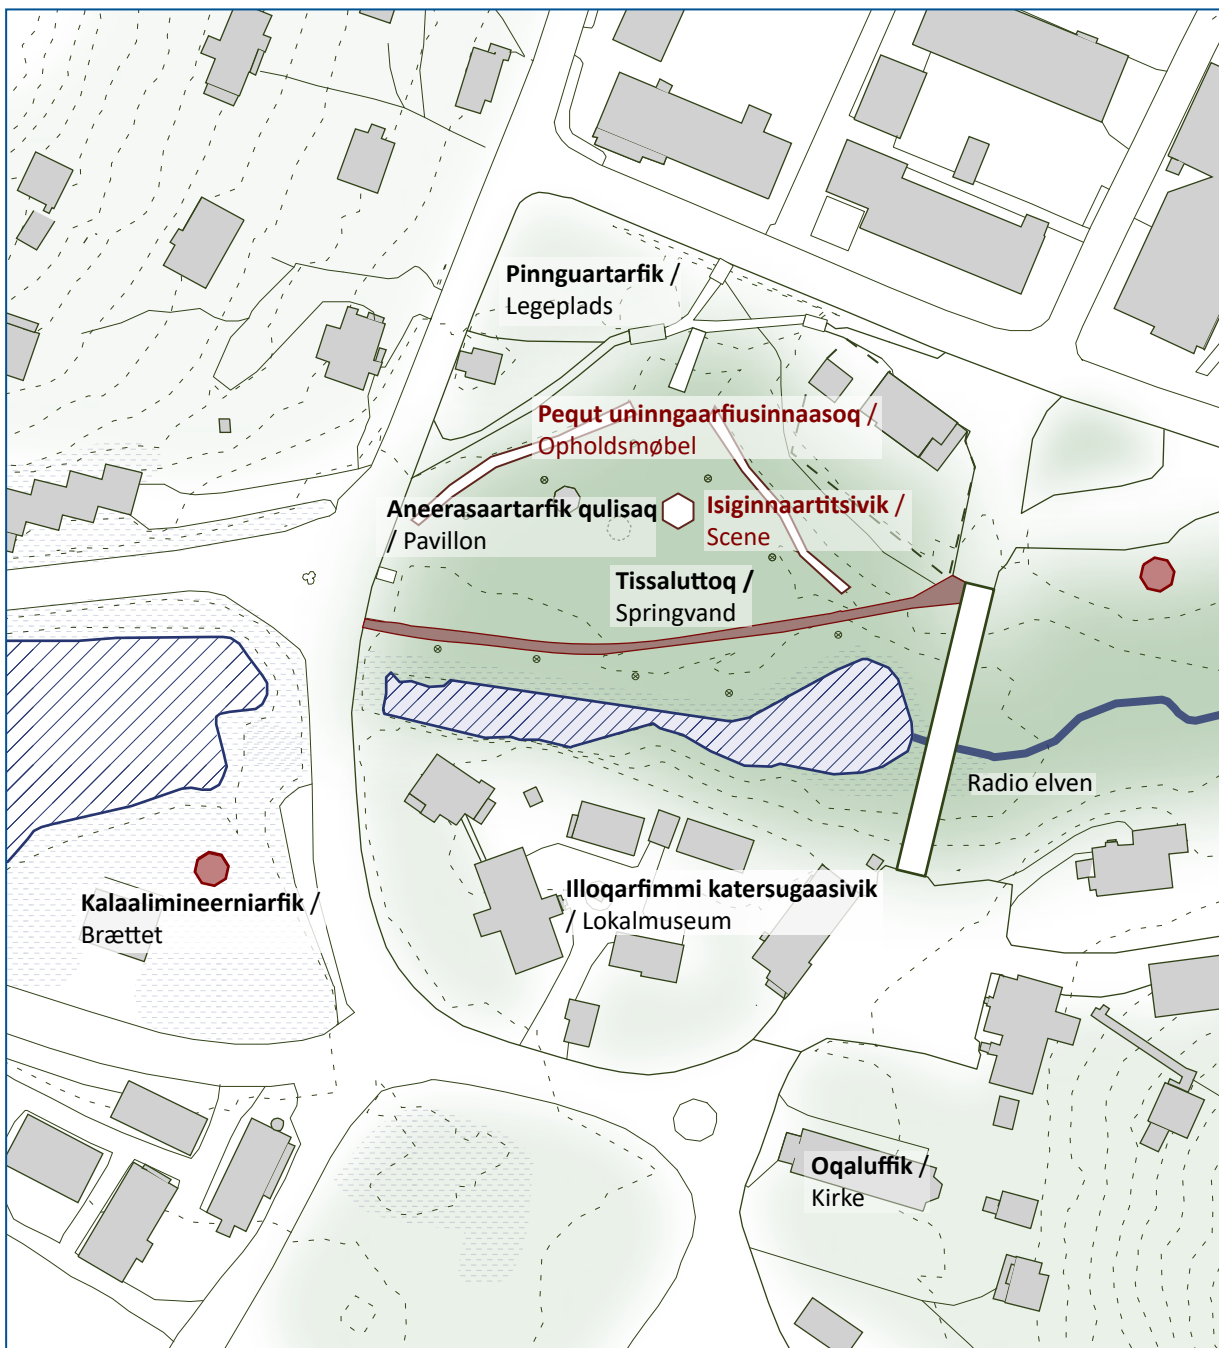 Pinnguartarfik /
Legeplads
Pequt uninngaarfiusinnaasoq /
Opholdsmøbel
Aneerasaartarfik qulisaq
/ Pavillon
Isiginnaartitsivik /
Scene
Tissaluttoq /
Springvand
Radio elven
Kalaalimineerniarfik /
Brættet
Illoqarfimmi katersugaasivik
/ Lokalmuseum
Oqaluffik /
Kirke